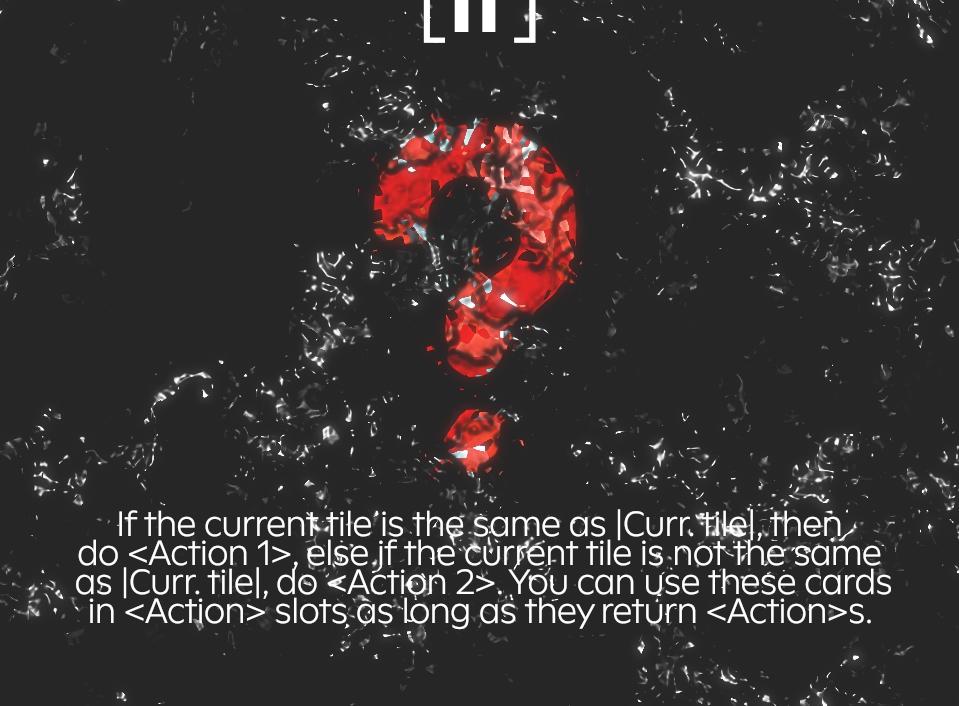 ?
If the current tile is the same as |Curr. tile|, then
do <Action 1>, else if the current tile is not the same
as |Curr. tile|, do <Action 2>. You can use these cards
in <Action> slots as long as they return <Action>s.